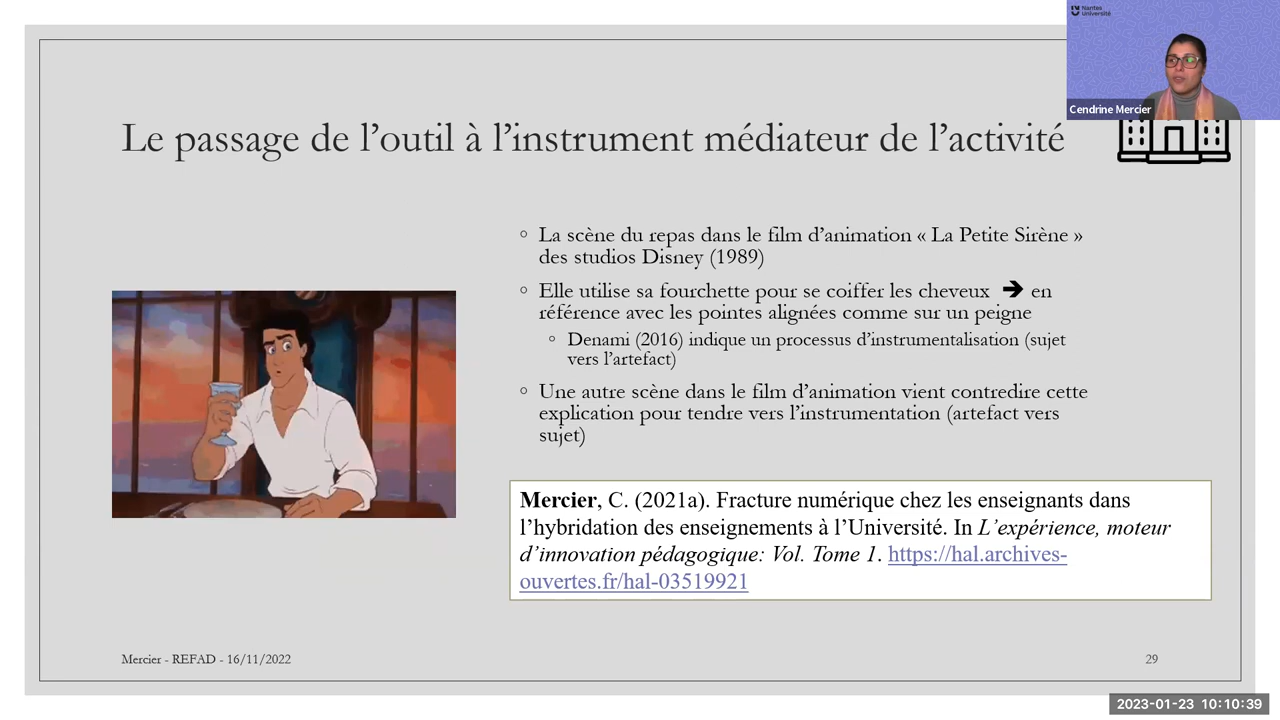 Nantes
Université
Cendrine Mercier
Le passage de l’outil à l’instrument médiateur de l’activité
La scène du repas dans le film d’animation « La Petite Sirène »
des studios Disney (1989)
Elle utilise sa fourchette pour se coiffer les cheveux ➔ en
référence avec les pointes alignées comme sur un peigne
Denami (2016) indique un processus d’instrumentalisation (sujet
vers l’artefact)
Une autre scène dans le film d’animation vient contredire cette
explication pour tendre vers l’instrumentation (artefact vers
sujet)
Mercier, C. (2021a). Fracture numérique chez les enseignants dans
l’hybridation des enseignements à l’Université. In L’expérience, moteur
d’innovation pédagogique: Vol. Tome 1. https://hal.archives-
ouvertes.fr/hal-03519921
Mercier - REFAD - 16/11/2022
29
2023-01-23 10:10:39